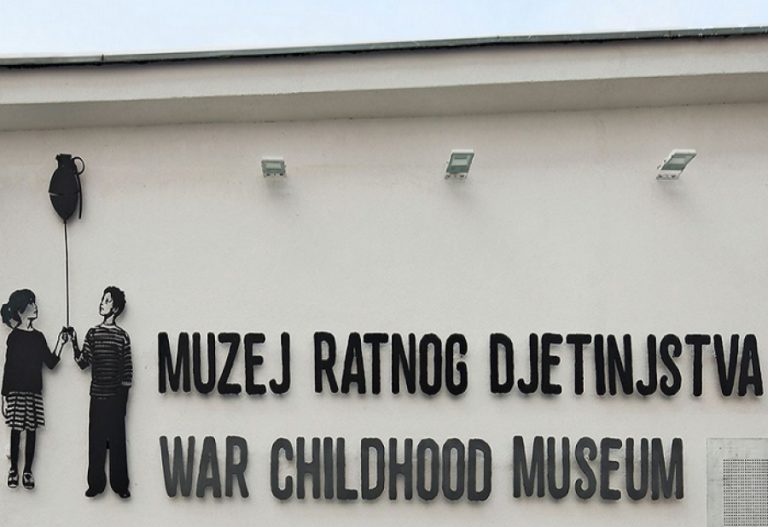 MUZEJ RATNOG DJETINJSTVA
WAR CHILDHOOD MUSEUM